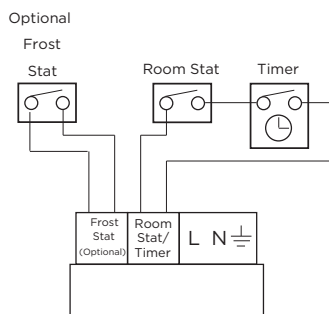 Optional
Frost
Stat
Room Stat
Timer
Frost
Stat
(Optional)
Room
Stat/
Timer
L N